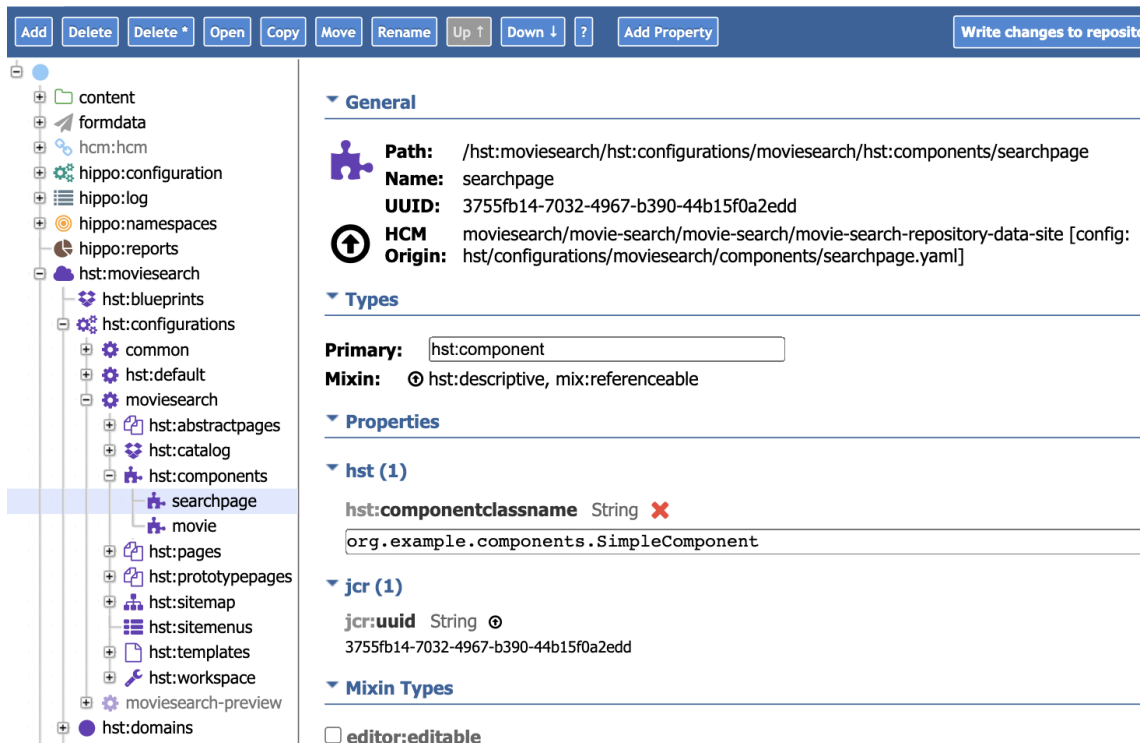 Add Delete Delete * Open Copy Move Rename Up ↑ Down ↓ ? Add Property Write changes to reposito
content
formdata
hcm:hcm
hippo:configuration
hippo:log
hippo:namespaces
hippo:reports
hst:moviesearch
hst:blueprints
hst:configurations
common
hst:default
moviesearch
hst:abstractpages
hst:catalog
hst:components
searchpage
movie
hst:pages
hst:prototypepages
hst:sitemap
hst:sitemenus
hst:templates
hst:workspace
moviesearch-preview
hst:domains
General
Path: /hst:moviesearch/hst:configurations/moviesearch/hst:components/searchpage
Name: searchpage
UUID: 3755fb14-7032-4967-b390-44b15f0a2edd
HCM moviesearch/movie-search/movie-search/movie-search-repository-data-site [config:
Origin: hst/configurations/moviesearch/components/searchpage.yaml]
Types
Primary: hst:component
Mixin: hst:descriptive, mix:referenceable
Properties
hst (1)
hst:componentclassname String
org.example.components.SimpleComponent
jcr (1)
jcr:uuid String
3755fb14-7032-4967-b390-44b15f0a2edd
Mixin Types
editor:editable